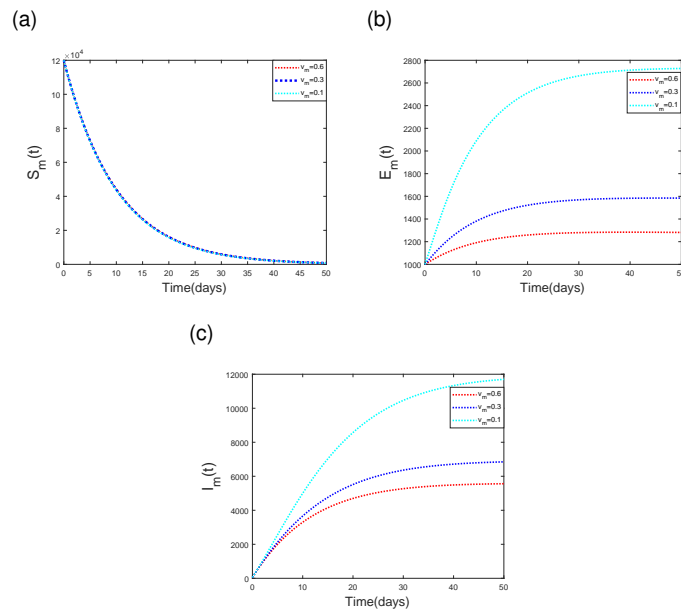 (a)
×10⁴
12
10
8
6
4
2
0
0 5 10 15 20 25 30 35 40 45 50
S_m(t)
Time(days)
v_m=0.6
v_m=0.3
v_m=0.1
(b)
2800
2600
2400
2200
2000
1800
1600
1400
1200
1000
0 10 20 30 40 50
E_m(t)
Time(days)
v_m=0.6
v_m=0.3
v_m=0.1
(c)
12000
10000
8000
6000
4000
2000
0
0 10 20 30 40 50
I_m(t)
Time(days)
v_m=0.6
v_m=0.3
v_m=0.1